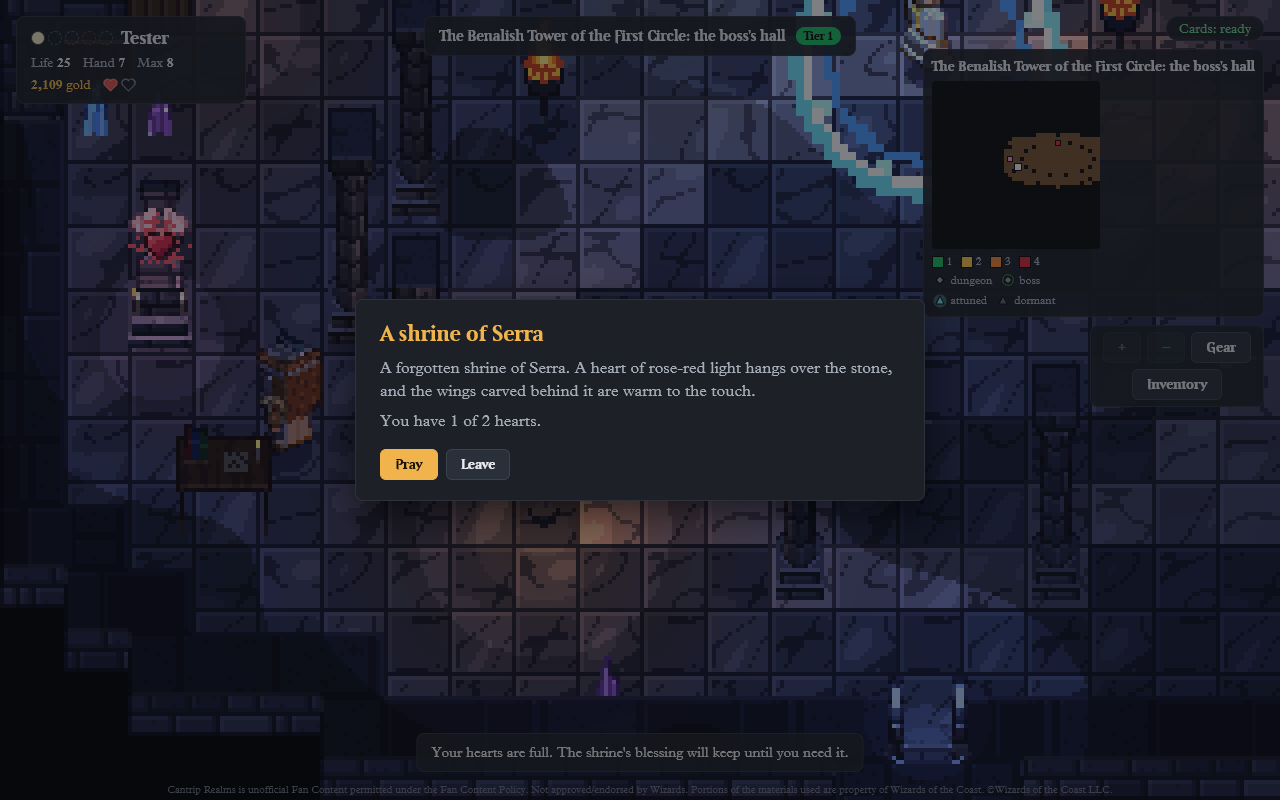 Tester
Life 25 Hand 7 Max 8
2,109 gold
The Benalish Tower of the First Circle: the boss's hall Tier 1
Cards: ready
The Benalish Tower of the First Circle: the boss's hall
1 2 3 4
dungeon boss
attuned dormant
+ − Gear
Inventory
A shrine of Serra
A forgotten shrine of Serra. A heart of rose-red light hangs over the stone,
and the wings carved behind it are warm to the touch.
You have 1 of 2 hearts.
Pray Leave
Your hearts are full. The shrine's blessing will keep until you need it.
Cantrip Realms is unofficial Fan Content permitted under the Fan Content Policy. Not approved/endorsed by Wizards. Portions of the materials used are property of Wizards of the Coast. ©Wizards of the Coast LLC.